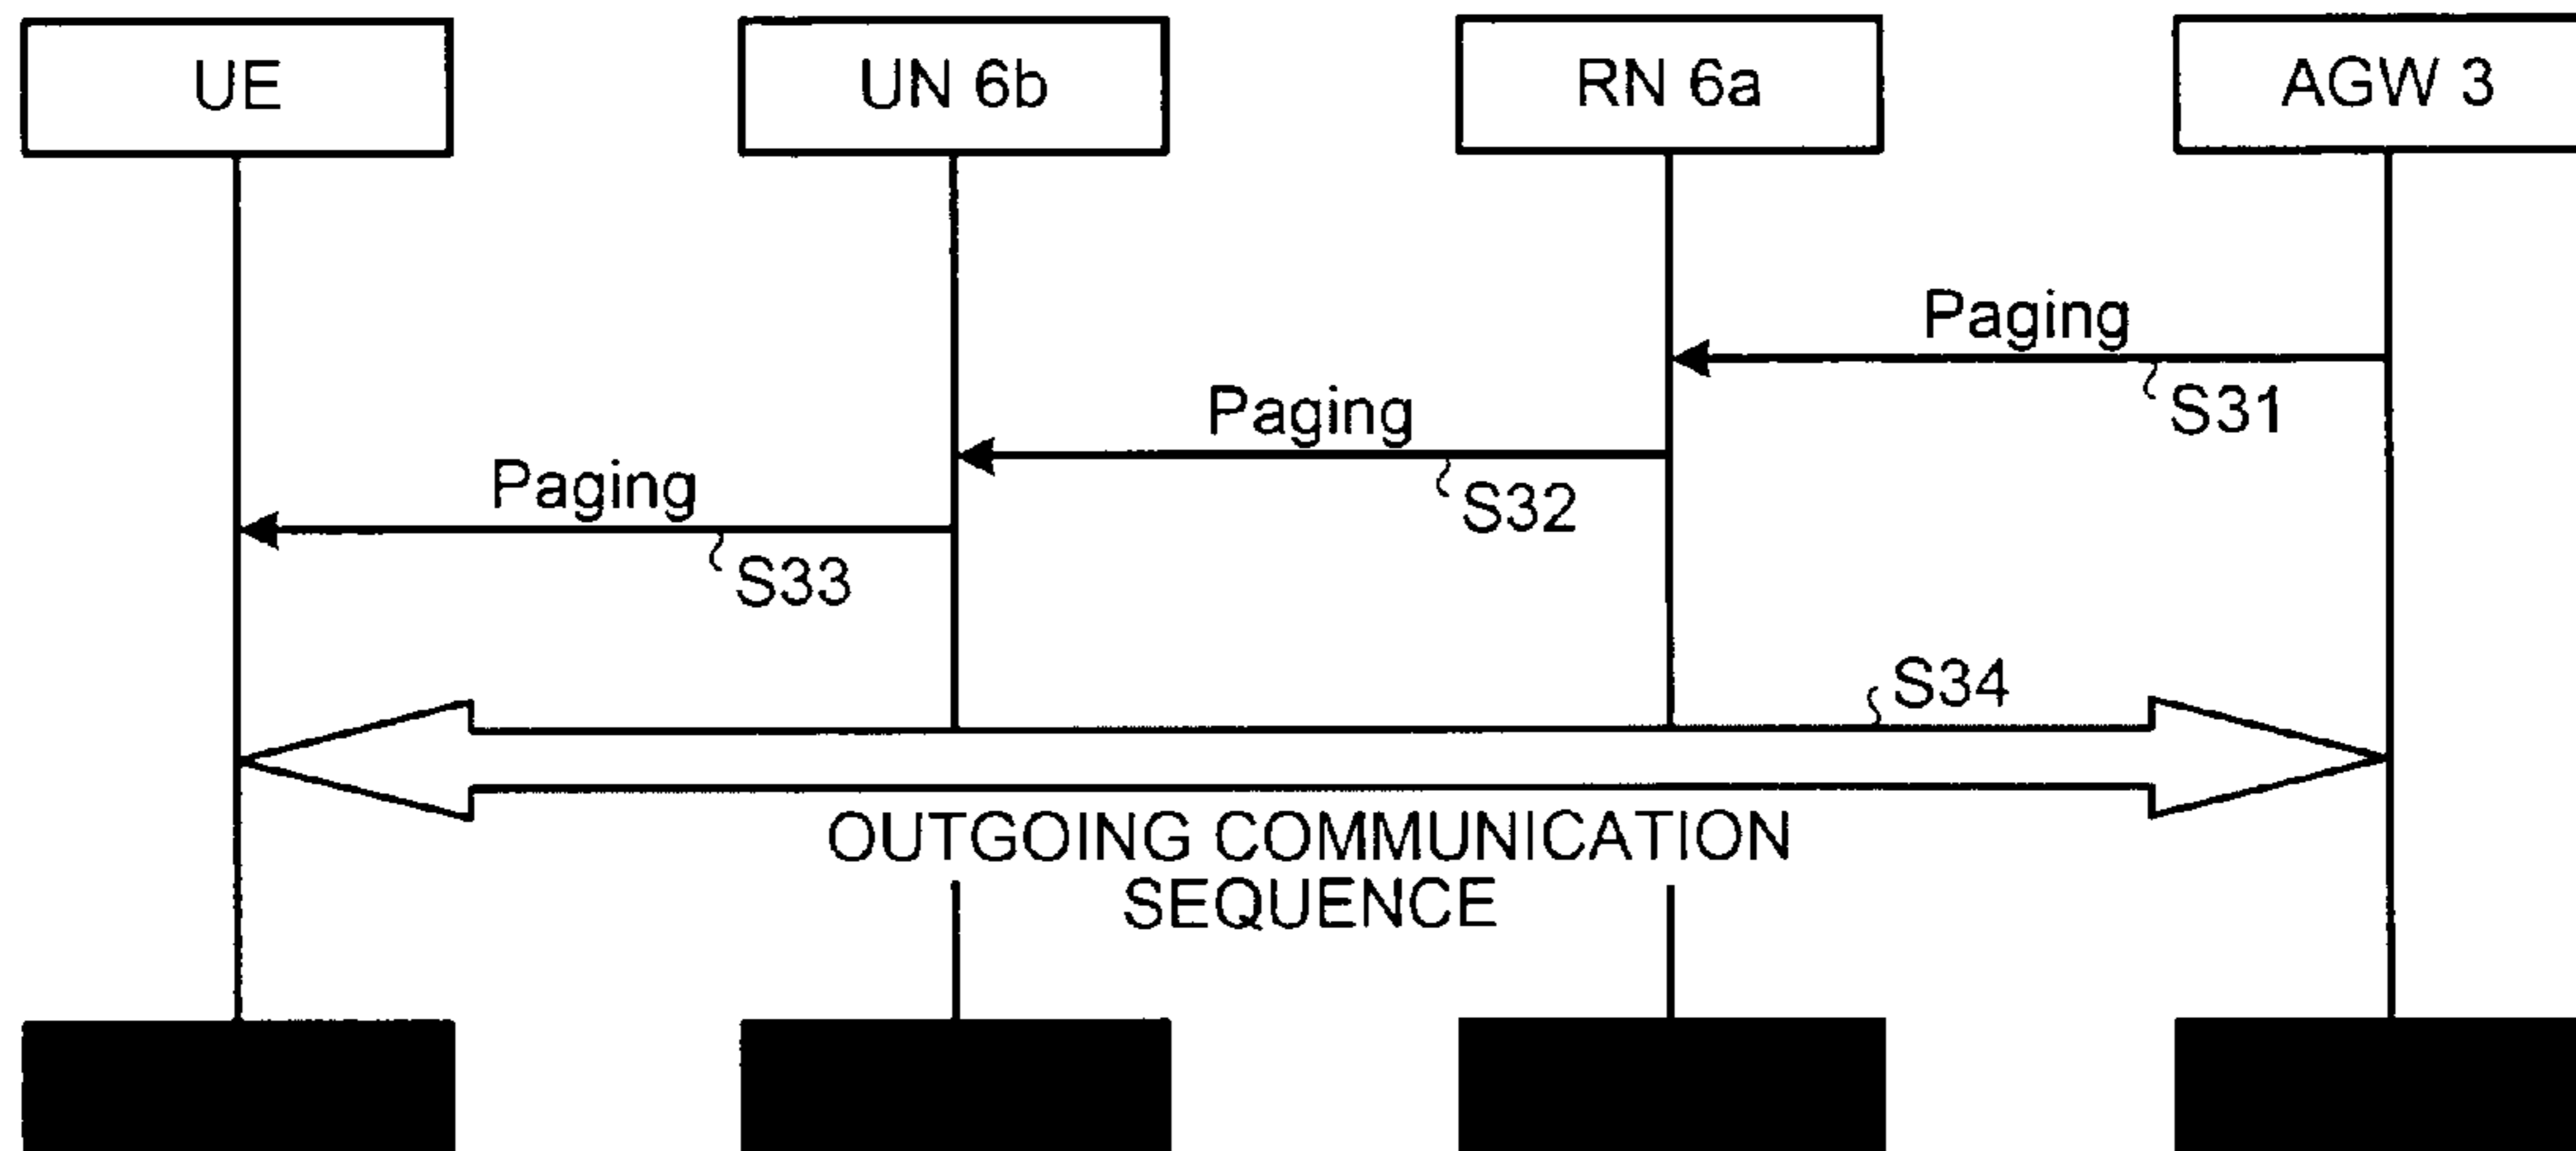 UE
UN 6b
RN 6a
AGW 3
Paging
S31
Paging
S32
Paging
S33
S34
OUTGOING COMMUNICATION
SEQUENCE